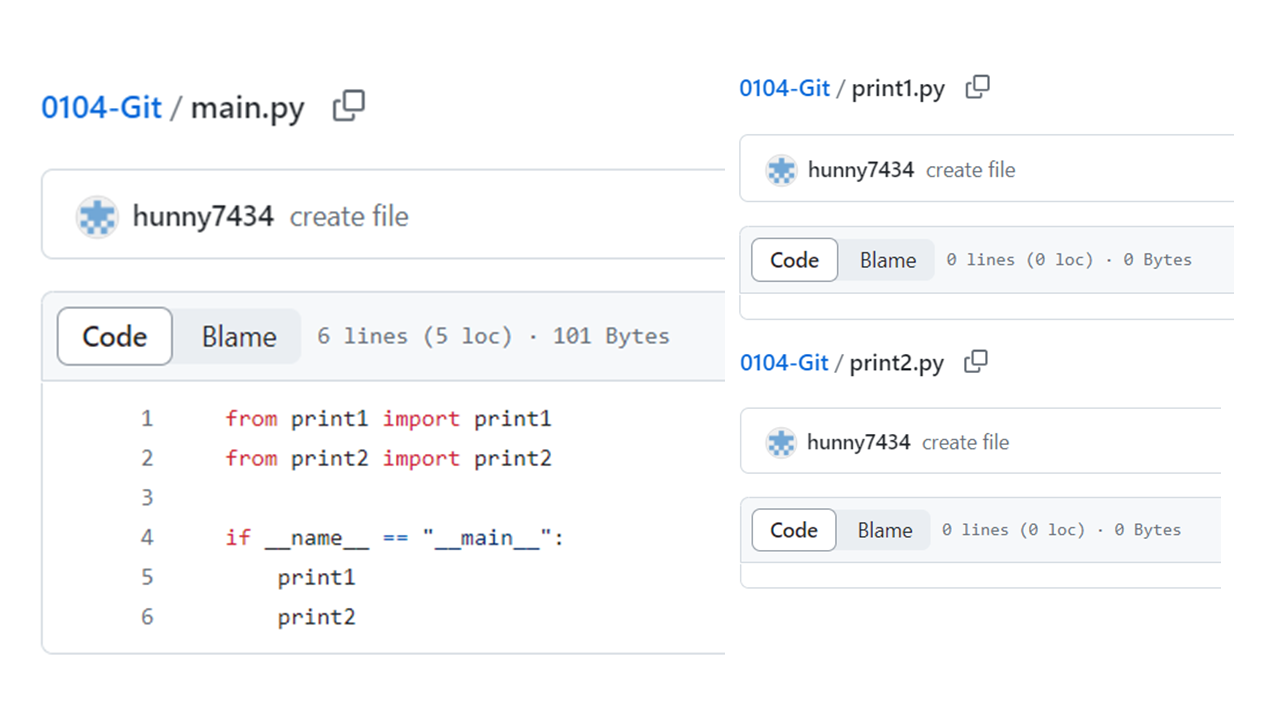 0104-Git / main.py
hunny7434 create file
Code Blame 6 lines (5 loc) · 101 Bytes
1 from print1 import print1
2 from print2 import print2
3
4 if __name__ == "__main__":
5 print1
6 print2
0104-Git / print1.py
hunny7434 create file
Code Blame 0 lines (0 loc) · 0 Bytes
0104-Git / print2.py
hunny7434 create file
Code Blame 0 lines (0 loc) · 0 Bytes